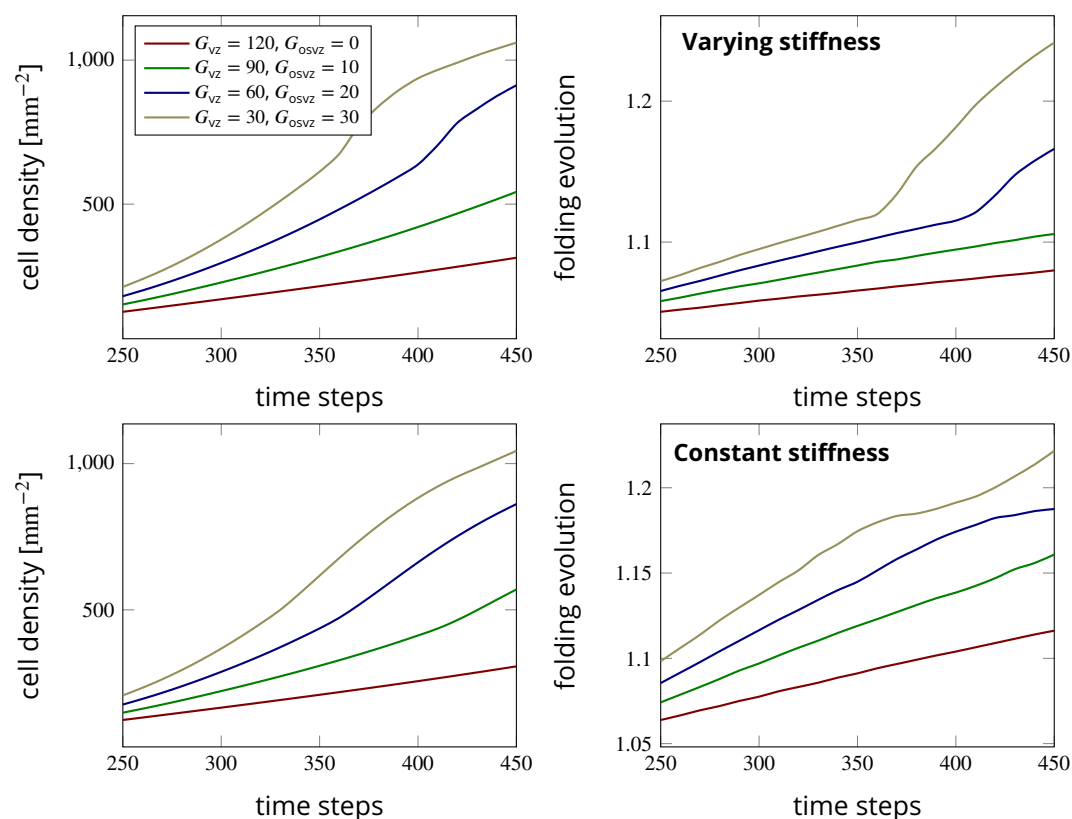 cell density [mm⁻²]
1,000
500
G_vz = 120, G_osvz = 0
G_vz = 90, G_osvz = 10
G_vz = 60, G_osvz = 20
G_vz = 30, G_osvz = 30
250 300 350 400 450
time steps
folding evolution
Varying stiffness
1.2
1.1
250 300 350 400 450
time steps
cell density [mm⁻²]
1,000
500
250 300 350 400 450
time steps
folding evolution
Constant stiffness
1.2
1.15
1.1
1.05
250 300 350 400 450
time steps